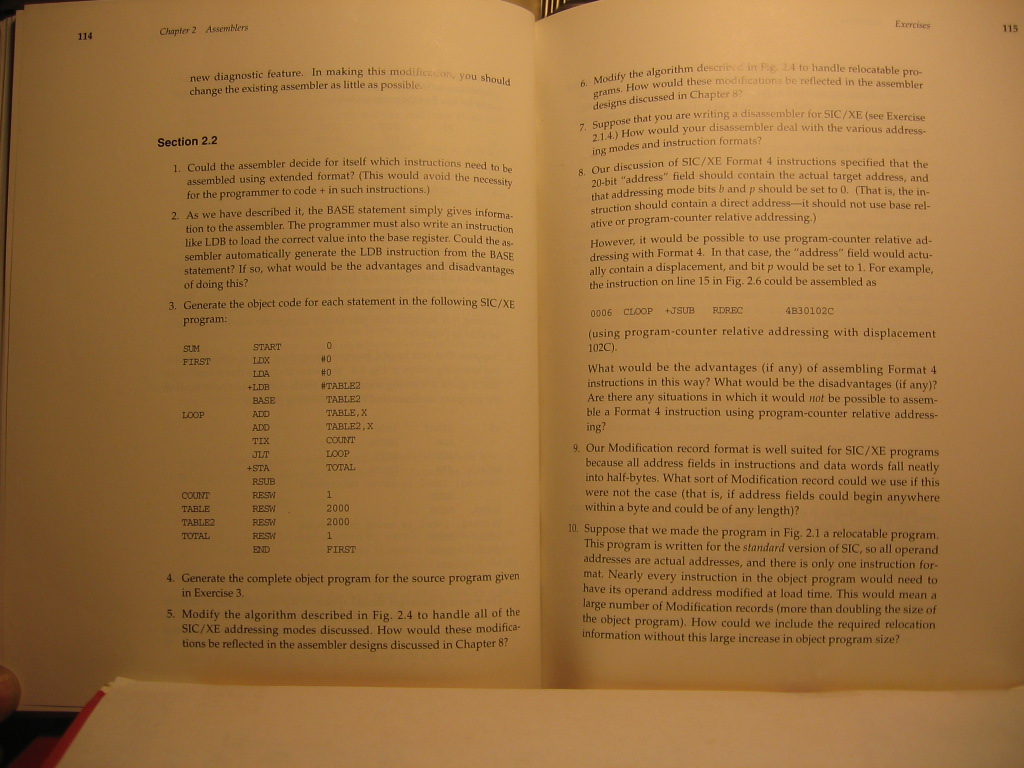 114
Chapter 2 Assemblers
new diagnostic feature. In making this modification, you should
change the existing assembler as little as possible.
Section 2.2
1. Could the assembler decide for itself which instructions need to be
assembled using extended format? (This would avoid the necessity
for the programmer to code + in such instructions.)
2. As we have described it, the BASE statement simply gives informa-
tion to the assembler. The programmer must also write an instruction
like LDB to load the correct value into the base register. Could the as-
sembler automatically generate the LDB instruction from the BASE
statement? If so, what would be the advantages and disadvantages
of doing this?
3. Generate the object code for each statement in the following SIC/XE
program:
SUM START 0
FIRST LDX #0
LDA #0
+LDB #TABLE2
BASE TABLE2
LOOP ADD TABLE,X
ADD TABLE2,X
TIX COUNT
JLT LOOP
+STA TOTAL
RSUB
COUNT RESW 1
TABLE RESW 2000
TABLE2 RESW 2000
TOTAL RESW 1
END FIRST
4. Generate the complete object program for the source program given
in Exercise 3.
5. Modify the algorithm described in Fig. 2.4 to handle all of the
SIC/XE addressing modes discussed. How would these modifica-
tions be reflected in the assembler designs discussed in Chapter 8?
Exercises
115
6. Modify the algorithm described in Fig. 2.4 to handle relocatable pro-
grams. How would these modifications be reflected in the assembler
designs discussed in Chapter 8?
7. Suppose that you are writing a disassembler for SIC/XE (see Exercise
2.1.4.) How would your disassembler deal with the various address-
ing modes and instruction formats?
8. Our discussion of SIC/XE Format 4 instructions specified that the
20-bit "address" field should contain the actual target address, and
that addressing mode bits b and p should be set to 0. (That is, the in-
struction should contain a direct address—it should not use base rel-
ative or program-counter relative addressing.)
However, it would be possible to use program-counter relative ad-
dressing with Format 4. In that case, the "address" field would actu-
ally contain a displacement, and bit p would be set to 1. For example,
the instruction on line 15 in Fig. 2.6 could be assembled as
0006 CLOOP +JSUB RDREC 4B30102C
(using program-counter relative addressing with displacement
102C).
What would be the advantages (if any) of assembling Format 4
instructions in this way? What would be the disadvantages (if any)?
Are there any situations in which it would not be possible to assem-
ble a Format 4 instruction using program-counter relative address-
ing?
9. Our Modification record format is well suited for SIC/XE programs
because all address fields in instructions and data words fall neatly
into half-bytes. What sort of Modification record could we use if this
were not the case (that is, if address fields could begin anywhere
within a byte and could be of any length)?
10. Suppose that we made the program in Fig. 2.1 a relocatable program.
This program is written for the standard version of SIC, so all operand
addresses are actual addresses, and there is only one instruction for-
mat. Nearly every instruction in the object program would need to
have its operand address modified at load time. This would mean a
large number of Modification records (more than doubling the size of
the object program). How could we include the required relocation
information without this large increase in object program size?